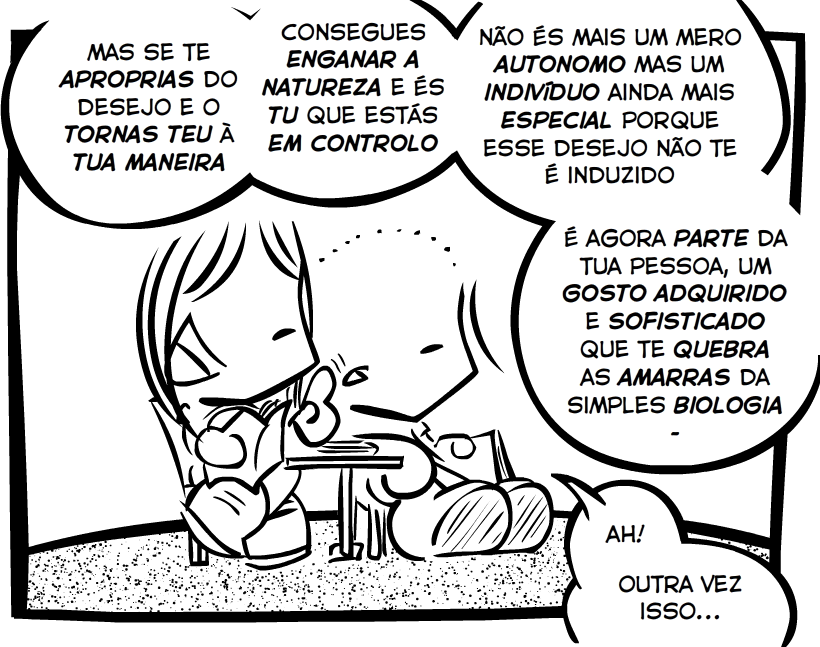 MAS SE TE
APROPRIAS DO
DESEJO E O
TORNAS TEU À
TUA MANEIRA
CONSEGUES
ENGANAR A
NATUREZA E ÉS
TU QUE ESTÁS
EM CONTROLO
NÃO ÉS MAIS UM MERO
AUTONOMO MAS UM
INDIVÍDUO AINDA MAIS
ESPECIAL PORQUE
ESSE DESEJO NÃO TE
É INDUZIDO
É AGORA PARTE DA
TUA PESSOA, UM
GOSTO ADQUIRIDO
E SOFISTICADO
QUE TE QUEBRA
AS AMARRAS DA
SIMPLES BIOLOGIA
-
AH!
OUTRA VEZ
ISSO...